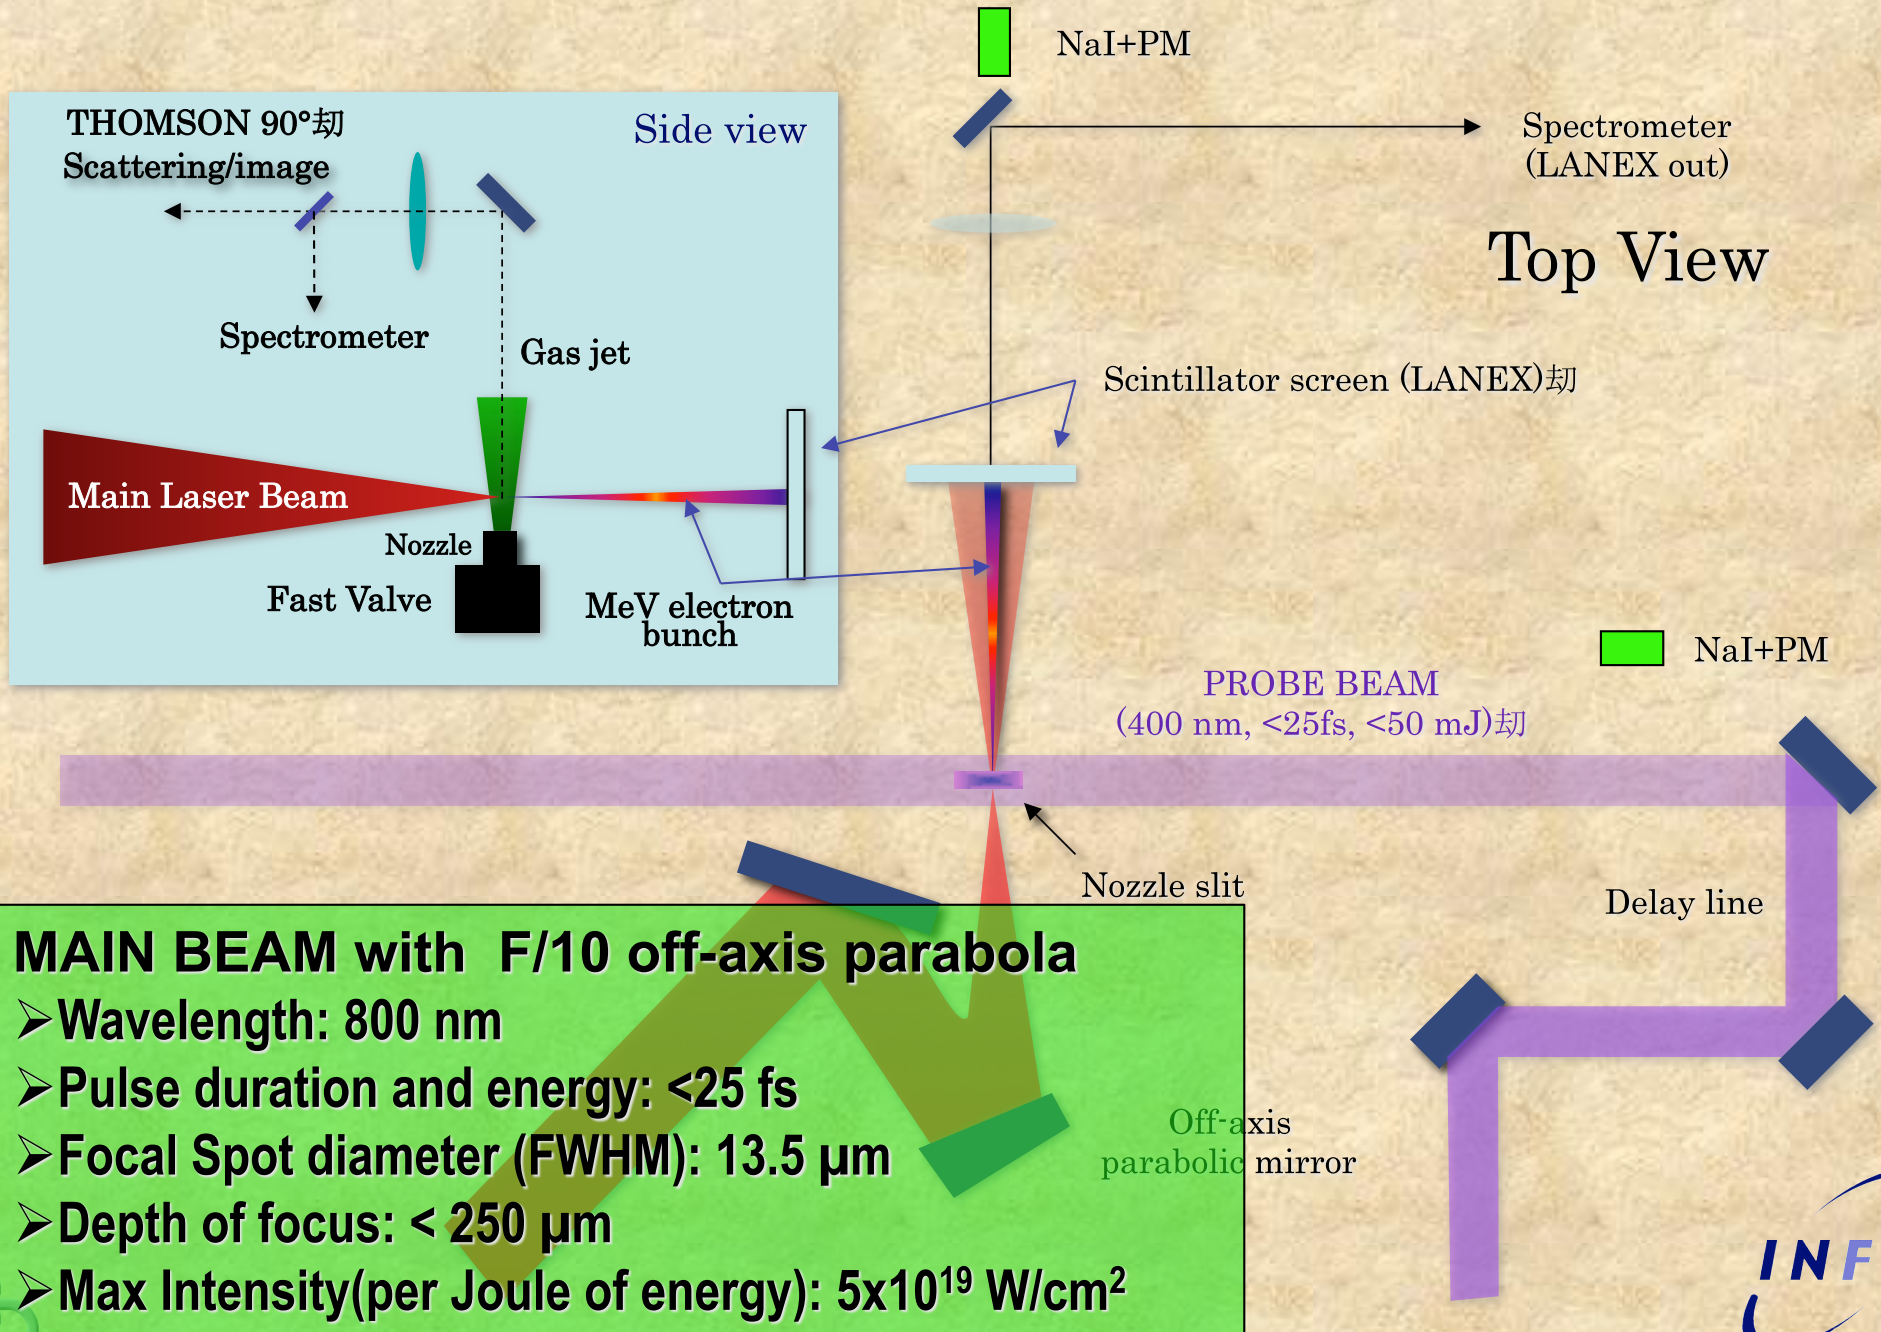 NaI+PM
THOMSON 90°却
Scattering/image
Side view
Spectrometer
(LANEX out)
Top View
Spectrometer
Gas jet
Scintillator screen (LANEX)却
Main Laser Beam
Nozzle
Fast Valve
MeV electron
bunch
NaI+PM
PROBE BEAM
(400 nm, <25fs, <50 mJ)却
Nozzle slit
Delay line
MAIN BEAM with F/10 off-axis parabola
➢Wavelength: 800 nm
➢Pulse duration and energy: <25 fs
➢Focal Spot diameter (FWHM): 13.5 µm
➢Depth of focus: < 250 µm
➢Max Intensity(per Joule of energy): 5x10¹⁹ W/cm²
Off-axis
parabolic mirror
INF